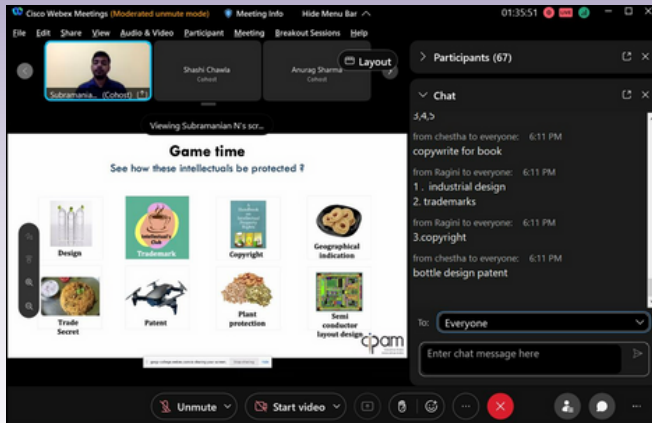 Cisco Webex Meetings (Moderated unmute mode) Meeting Info Hide Menu Bar 01:35:51 LIVE
File Edit Share View Audio & Video Participant Meeting Breakout Sessions Help
Layout
Subramania... (Cohost)
Shashi Chawla
Cohost
Anurag Sharma
Cohost
Viewing Subramanian N's scr...
Game time
See how these intellectuals be protected ?
Intellectual's
Club
Design
Trademark
Copyright
Geographical
indication
Trade
Secret
Patent
Plant
protection
Semi
conductor
layout design
cipam
Participants (67)
Chat
3,4,5
from chestha to everyone: 6:11 PM
copywrite for book
from Ragini to everyone: 6:11 PM
1 . industrial design
2. trademarks
from Ragini to everyone: 6:11 PM
3.copyright
from chestha to everyone: 6:11 PM
bottle design patent
To: Everyone
Enter chat message here
Unmute
Start video